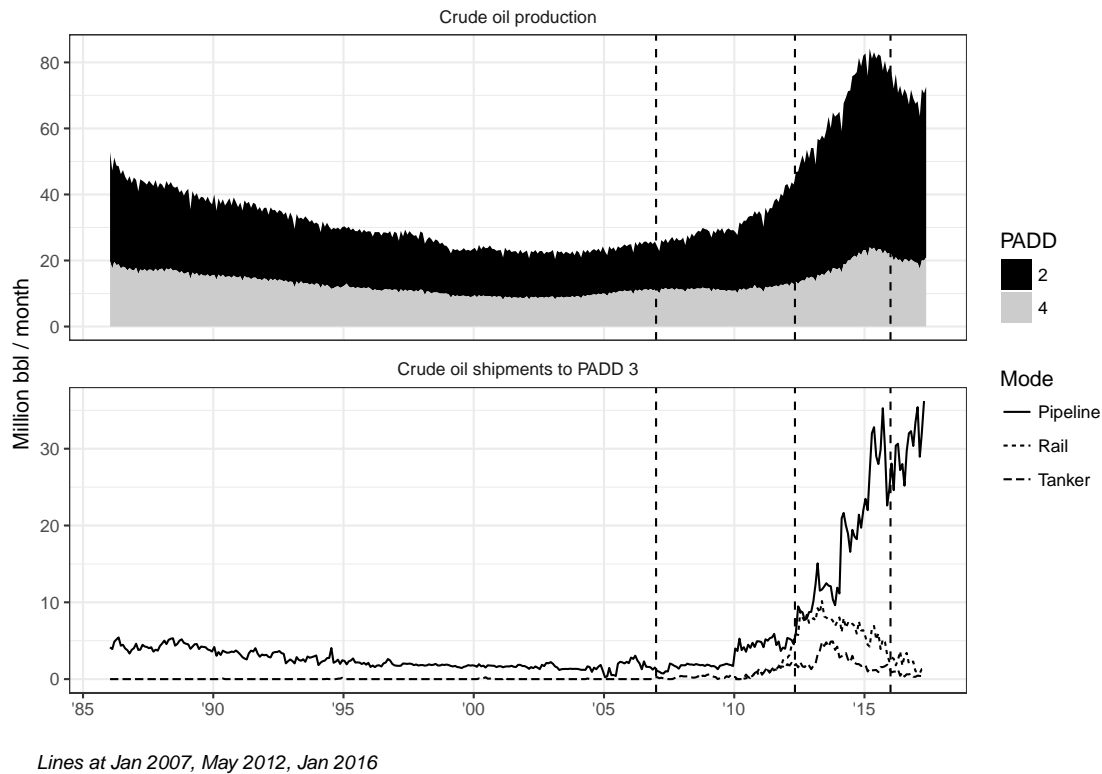 Crude oil production
80
60
40
20
0
Crude oil shipments to PADD 3
30
20
10
0
'85 '90 '95 '00 '05 '10 '15
Million bbl / month
PADD
2
4
Mode
Pipeline
Rail
Tanker
Lines at Jan 2007, May 2012, Jan 2016